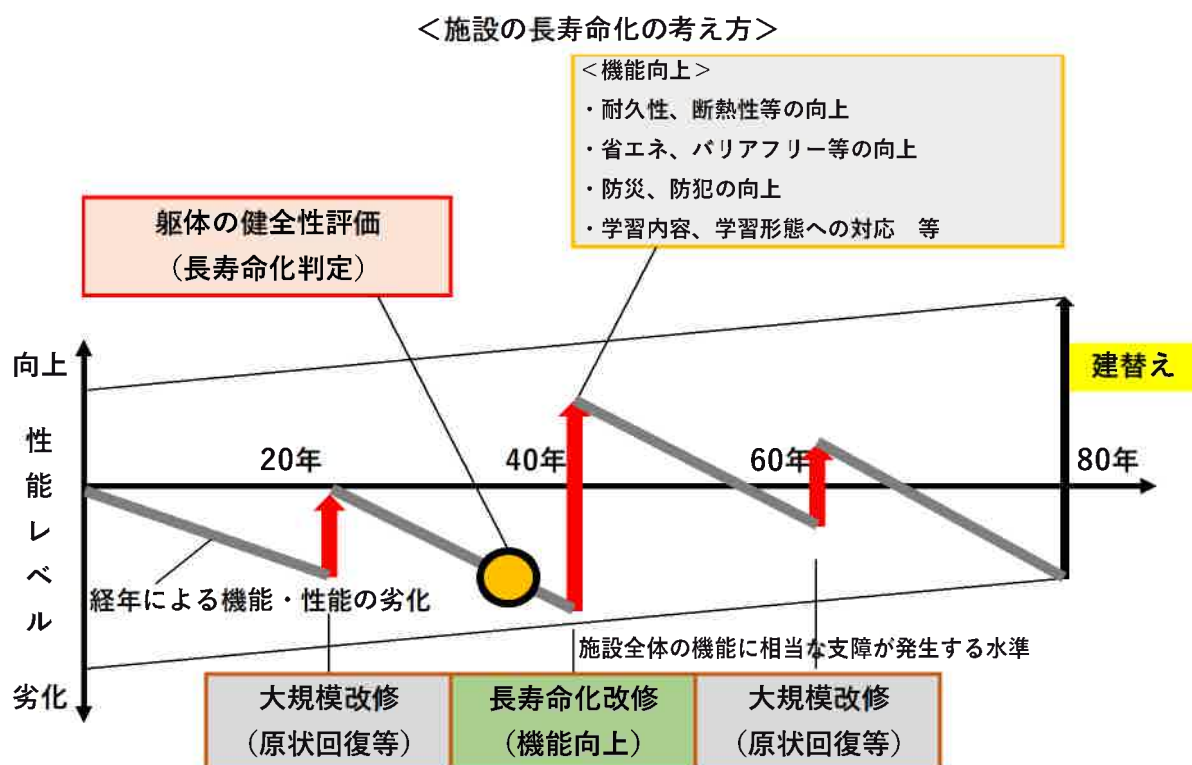 ＜施設の長寿命化の考え方＞
＜機能向上＞
・耐久性、断熱性等の向上
・省エネ、バリアフリー等の向上
・防災、防犯の向上
・学習内容、学習形態への対応　等
躯体の健全性評価
（長寿命化判定）
向上
性能レベル
劣化
20年
40年
60年
80年
建替え
経年による機能・性能の劣化
施設全体の機能に相当な支障が発生する水準
大規模改修
（原状回復等）
長寿命化改修
（機能向上）
大規模改修
（原状回復等）